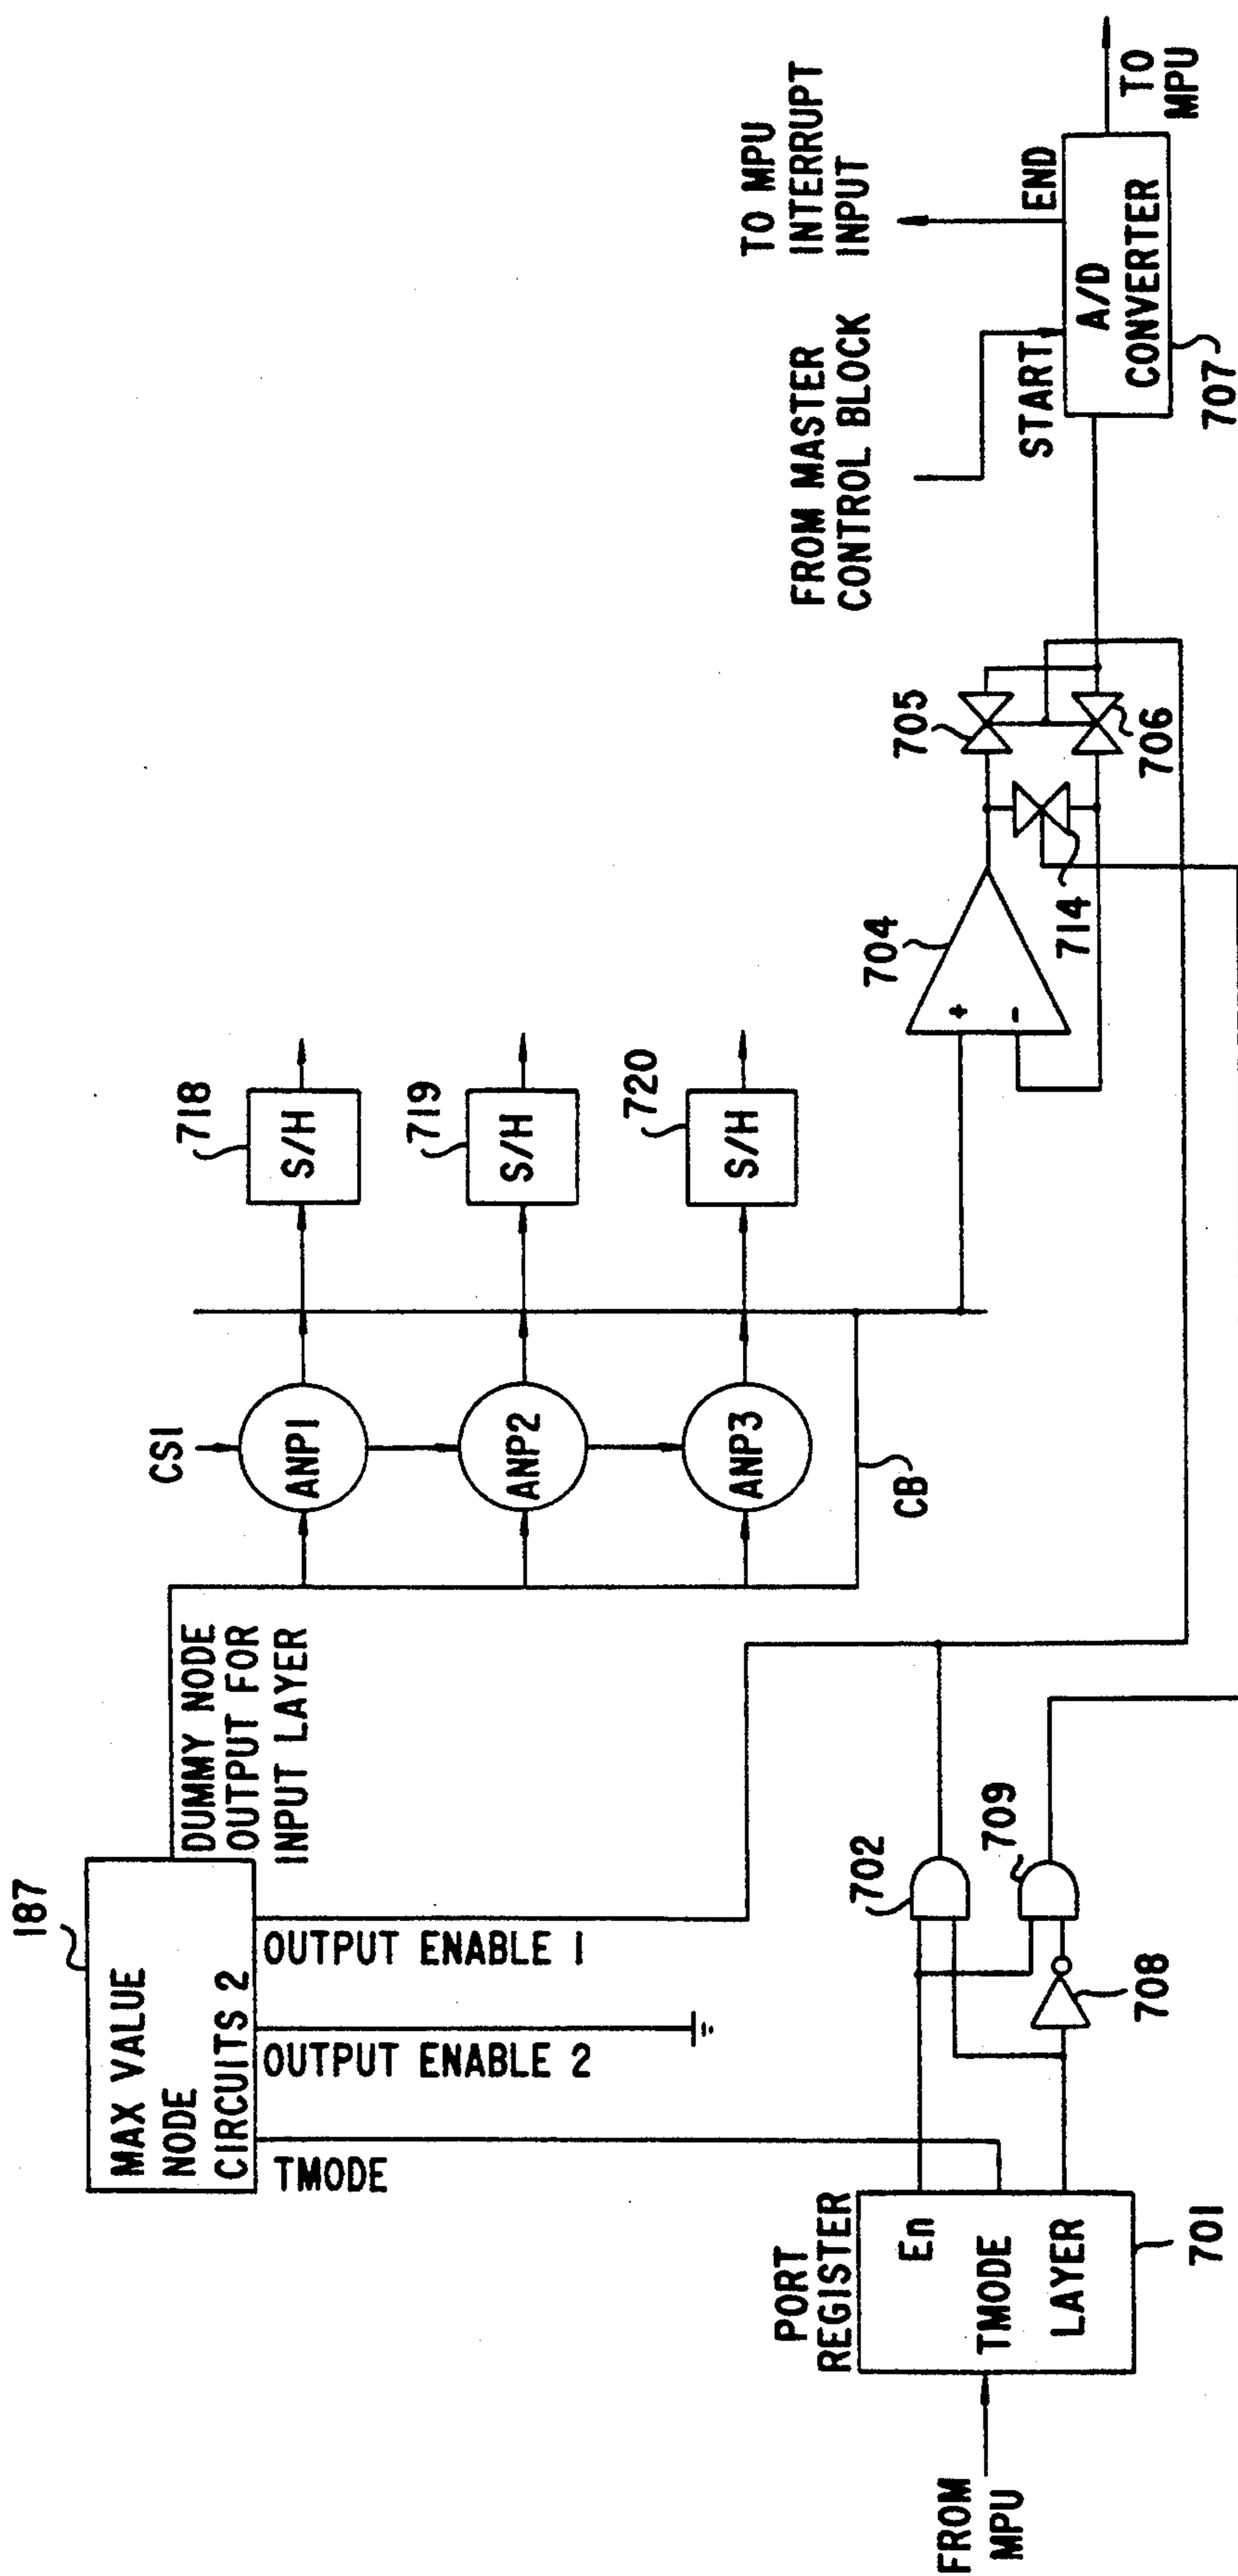 187
MAX VALUE
NODE
CIRCUITS 2
DUMMY NODE
OUTPUT FOR
INPUT LAYER
OUTPUT ENABLE 1
OUTPUT ENABLE 2
TMODE
CSI
ANP1
ANP2
ANP3
CB
718
S/H
719
S/H
720
S/H
FROM
MPU
PORT
REGISTER
En
TMODE
LAYER
701
702
709
708
704
+
-
714
705
706
FROM MASTER
CONTROL BLOCK
TO MPU
INTERRUPT
INPUT
START
END
A/D
CONVERTER
707
TO
MPU